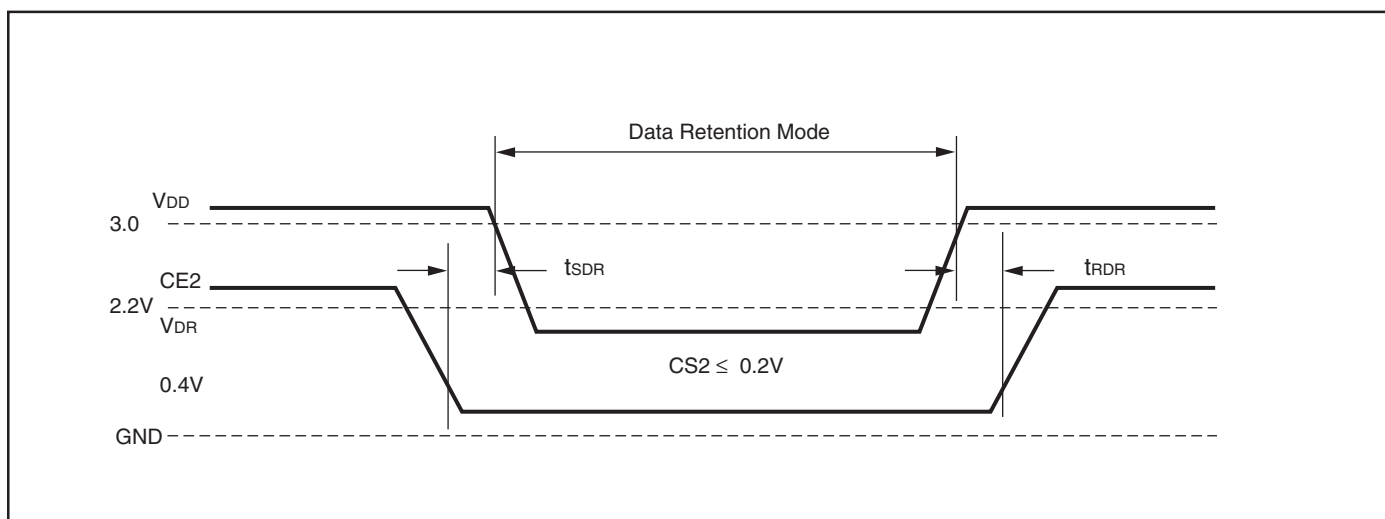 Data Retention Mode
VDD
3.0
tSDR
tRDR
CE2
2.2V
VDR
CS2 ≤ 0.2V
0.4V
GND